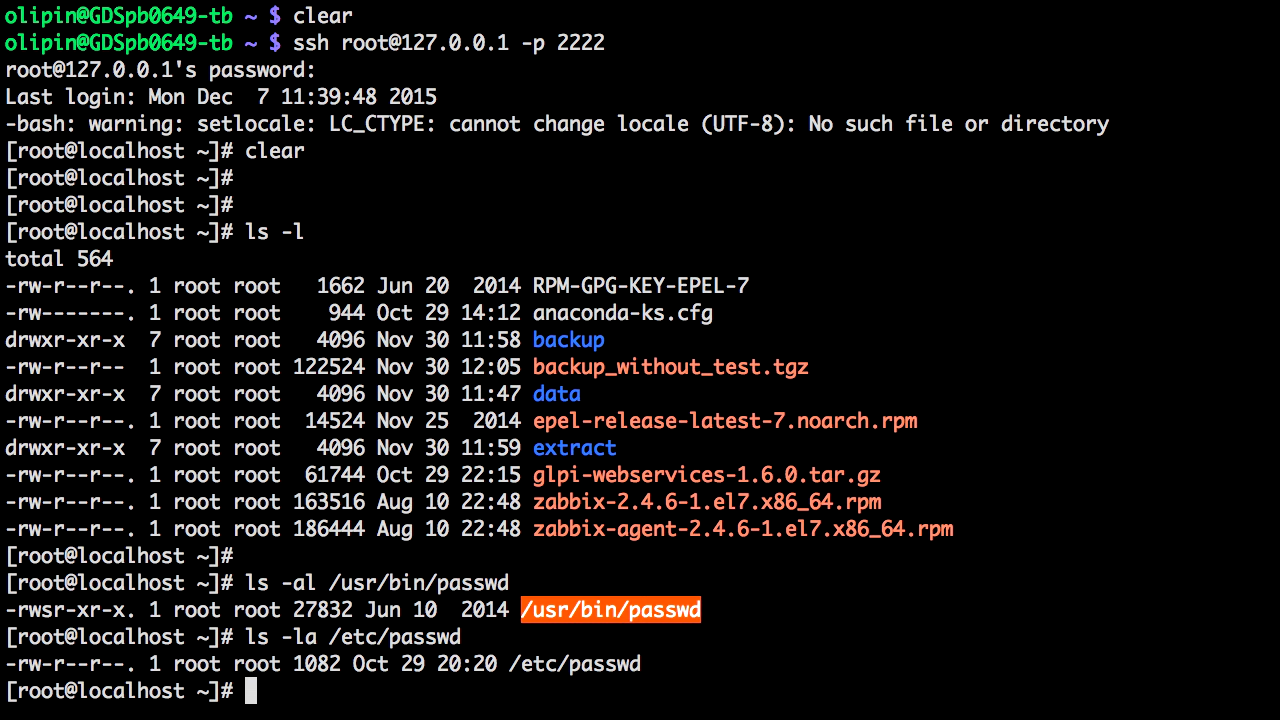 olipin@GDSpb0649-tb ~ $ clear
olipin@GDSpb0649-tb ~ $ ssh root@127.0.0.1 -p 2222
root@127.0.0.1's password:
Last login: Mon Dec  7 11:39:48 2015
-bash: warning: setlocale: LC_CTYPE: cannot change locale (UTF-8): No such file or directory
[root@localhost ~]# clear
[root@localhost ~]#
[root@localhost ~]#
[root@localhost ~]# ls -l
total 564
-rw-r--r--. 1 root root   1662 Jun 20  2014 RPM-GPG-KEY-EPEL-7
-rw-------. 1 root root    944 Oct 29 14:12 anaconda-ks.cfg
drwxr-xr-x  7 root root   4096 Nov 30 11:58 backup
-rw-r--r--  1 root root 122524 Nov 30 12:05 backup_without_test.tgz
drwxr-xr-x  7 root root   4096 Nov 30 11:47 data
-rw-r--r--. 1 root root  14524 Nov 25  2014 epel-release-latest-7.noarch.rpm
drwxr-xr-x  7 root root   4096 Nov 30 11:59 extract
-rw-r--r--. 1 root root  61744 Oct 29 22:15 glpi-webservices-1.6.0.tar.gz
-rw-r--r--. 1 root root 163516 Aug 10 22:48 zabbix-2.4.6-1.el7.x86_64.rpm
-rw-r--r--. 1 root root 186444 Aug 10 22:48 zabbix-agent-2.4.6-1.el7.x86_64.rpm
[root@localhost ~]#
[root@localhost ~]# ls -al /usr/bin/passwd
-rwsr-xr-x. 1 root root 27832 Jun 10  2014 /usr/bin/passwd
[root@localhost ~]# ls -la /etc/passwd
-rw-r--r--. 1 root root 1082 Oct 29 20:20 /etc/passwd
[root@localhost ~]#